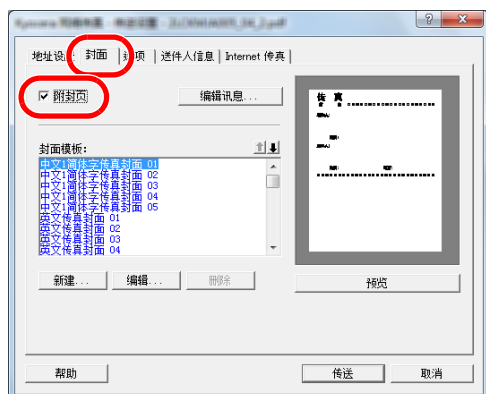 地址设 封面 选项 送件人信息 Internet 传真
附封页
编辑讯息...
封面模板:
中文1简体字传真封面 01
中文1简体字传真封面 02
中文1简体字传真封面 03
中文1简体字传真封面 04
中文1简体字传真封面 05
英文传真封面 01
英文传真封面 02
英文传真封面 03
英文传真封面 04
传 真
新建... 编辑... 删除
预览
帮助 传送 取消